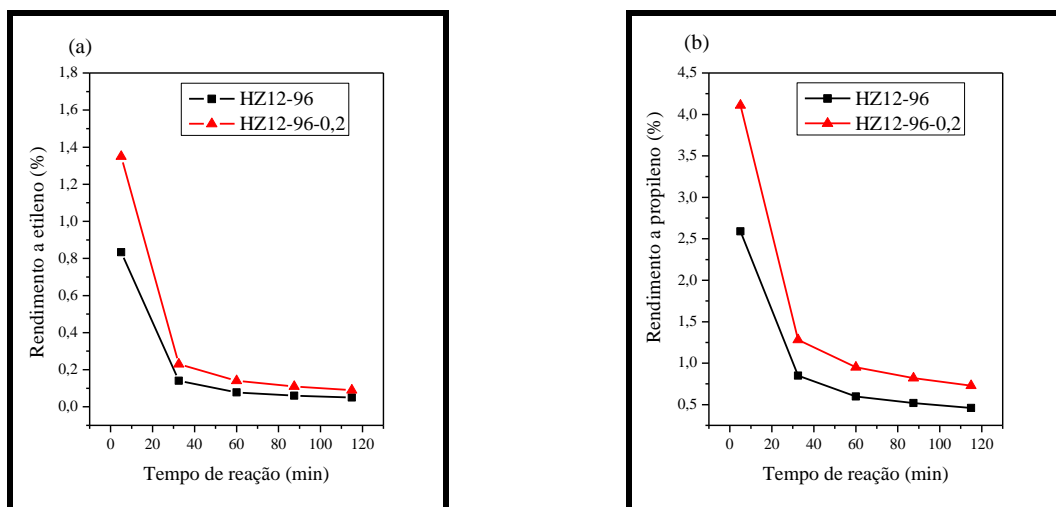 (a)
Rendimento a etileno (%)
1,8
1,6
1,4
1,2
1,0
0,8
0,6
0,4
0,2
0,0
HZ12-96
HZ12-96-0,2
0 20 40 60 80 100 120
Tempo de reação (min)
(b)
Rendimento a propileno (%)
4,5
4,0
3,5
3,0
2,5
2,0
1,5
1,0
0,5
HZ12-96
HZ12-96-0,2
0 20 40 60 80 100 120
Tempo de reação (min)